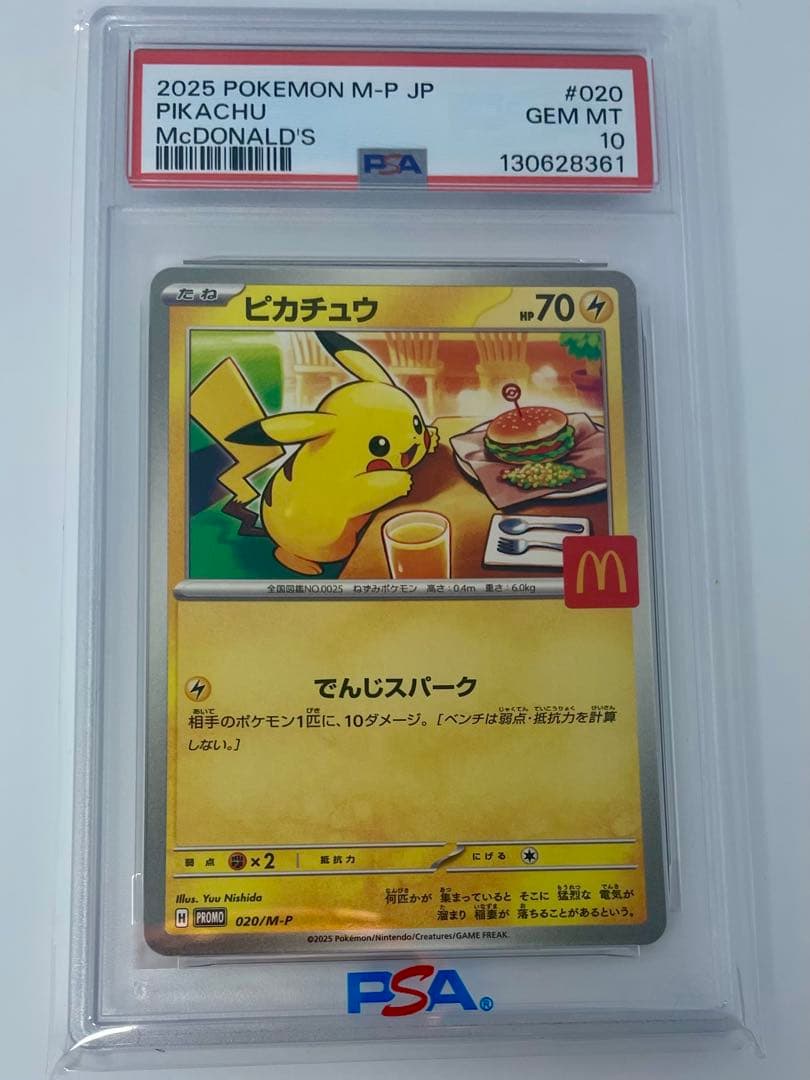 2025 POKEMON M-P JP #020
PIKACHU GEM MT
McDONALD'S 10
PSA 130628361
たね ピカチュウ HP70
M
全国図鑑NO.0025 ねずみポケモン 高さ:0.4m 重さ:6.0kg
でんじスパーク
相手のポケモン1匹に、10ダメージ。[ベンチは弱点・抵抗力を計算
しない。]
弱点 ×2 抵抗力 にげる
Illus. Yuu Nishida
何匹かが 集まっていると そこに 猛烈な 電気が
溜まり 稲妻が 落ちることがあるという。
H PROMO 020/M-P
©2025 Pokémon/Nintendo/Creatures/GAME FREAK.
PSA®